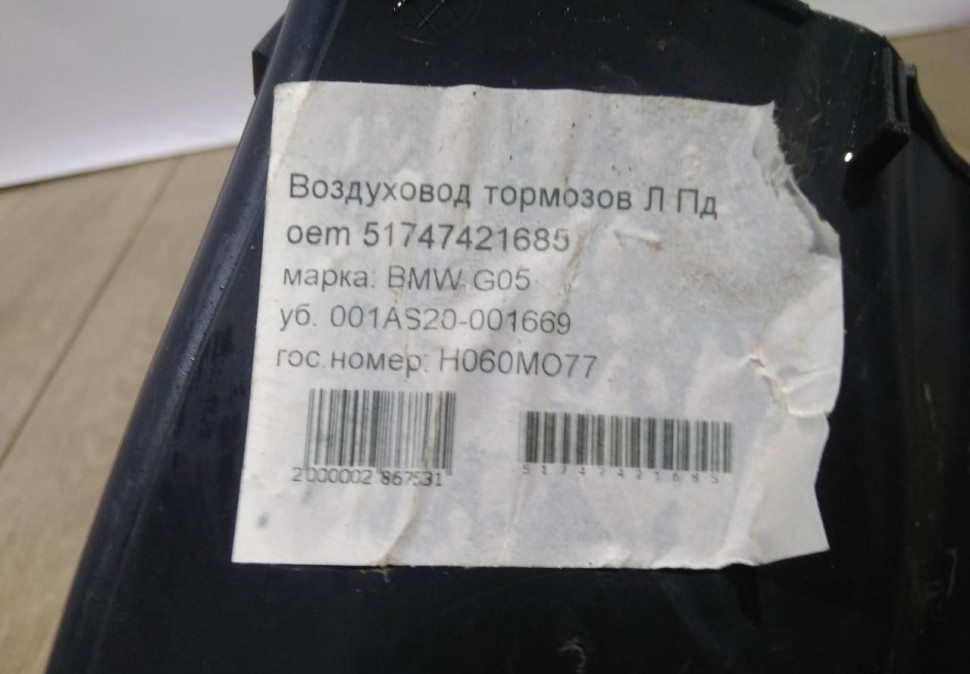 Воздуховод тормозов Л Пд
oem 51747421685
марка: BMW G05
уб. 001AS20-001669
гос.номер: Н060МО77
2000002 867531
51747421685